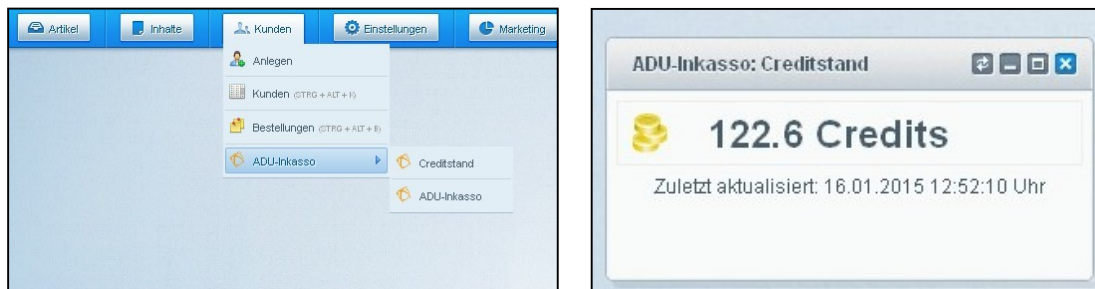 Artikel
Inhalte
Kunden
Einstellungen
Marketing
Anlegen
Kunden (STRG + ALT + K)
Bestellungen (STRG + ALT + B)
ADU-Inkasso
Creditstand
ADU-Inkasso
ADU-Inkasso: Creditstand
122.6 Credits
Zuletzt aktualisiert: 16.01.2015 12:52:10 Uhr